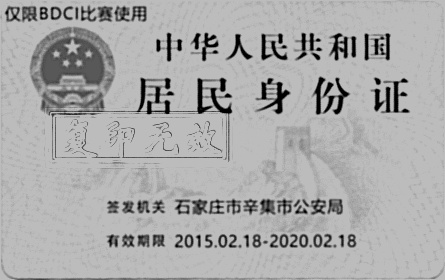 仅限BDCI比赛使用
中华人民共和国
居民身份证
复印无效
签发机关 石家庄市辛集市公安局
有效期限 2015.02.18-2020.02.18